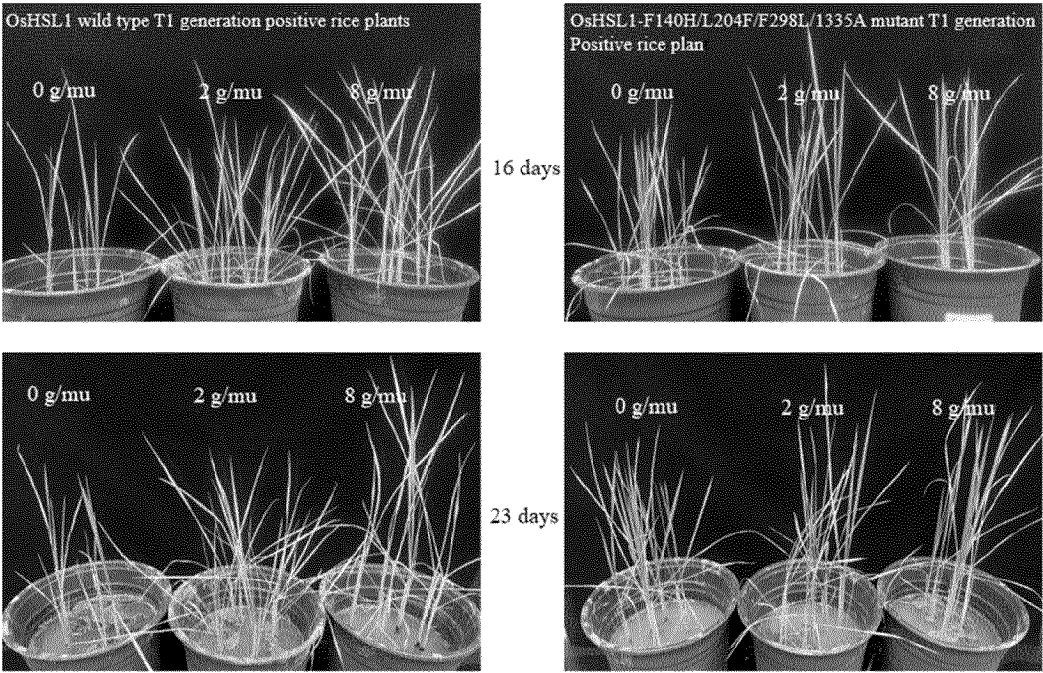 OsHSL1 wild type T1 generation positive rice plants
0 g/mu
2 g/mu
8 g/mu
OsHSL1-F140H/L204F/F298L/1335A mutant T1 generation
Positive rice plan
0 g/mu
2 g/mu
8 g/mu
16 days
0 g/mu
2 g/mu
8 g/mu
23 days
0 g/mu
2 g/mu
8 g/mu